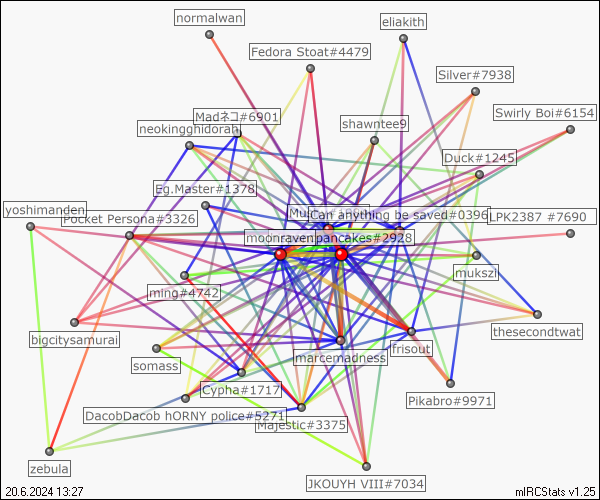 normalwan
eliakith
Fedora Stoat#4479
Silver#7938
Swirly Boi#6154
Madネコ#6901
shawntee9
neokingghidorah
Duck#1245
Eg.Master#1378
yoshimanden
Pocket Persona#3326
Can anything be saved#0396
LPK2387 #7690
moonraven
pancakes#2928
mukszi
ming#4742
thesecondtwat
bigcitysamurai
lfrisout
marcemadness
somass
Cypha#1717
Pikabro#9971
DacobDacob hORNY police#5271
Majestic#3375
zebula
JKOUYH VIII#7034
20.6.2024 13:27
mIRCStats v1.25